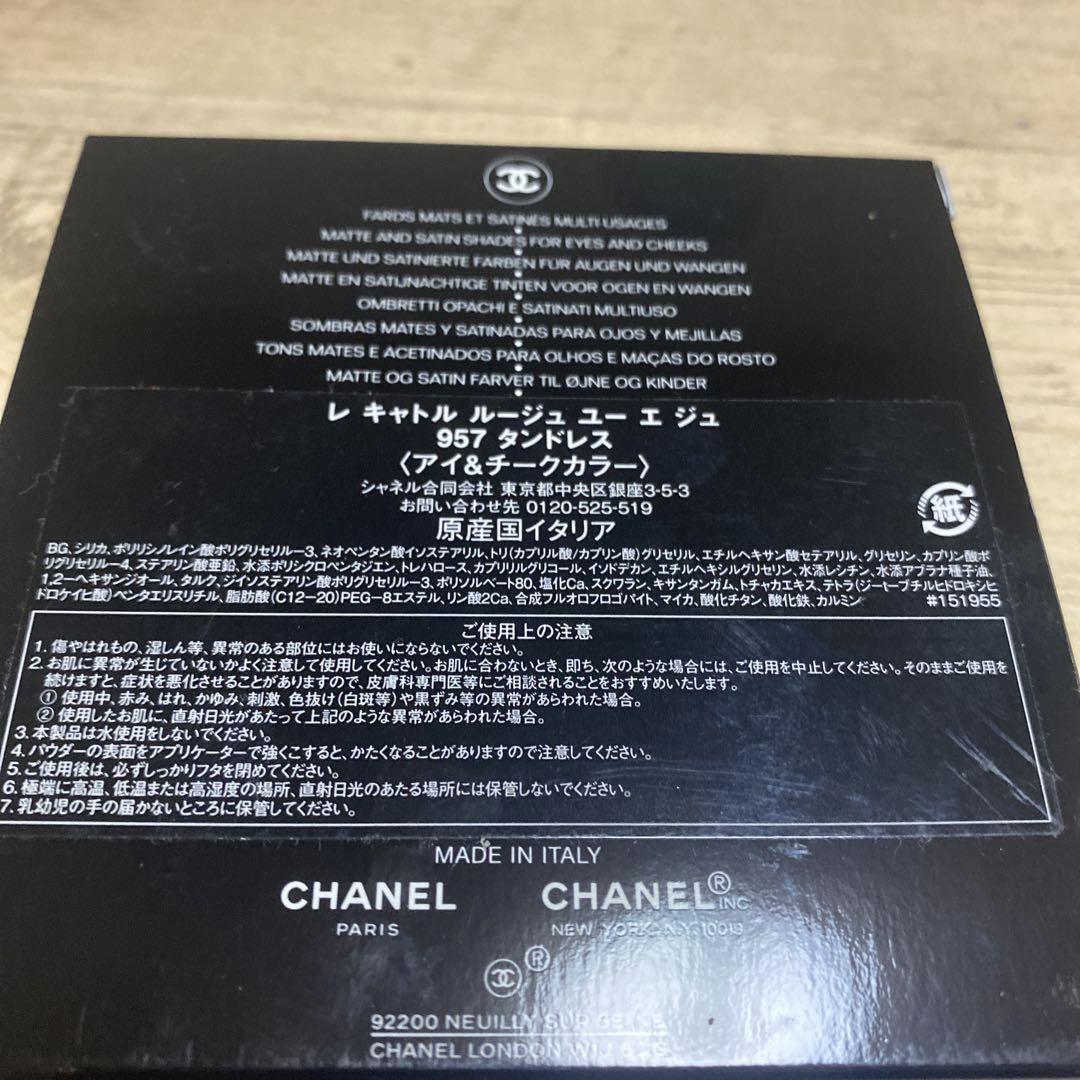 FARDS MATS ET SATINÉS MULTI USAGES
MATTE AND SATIN SHADES FOR EYES AND CHEEKS
MATTE UND SATINIERTE FARBEN FÜR AUGEN UND WANGEN
MATTE EN SATIJNACHTIGE TINTEN VOOR OGEN EN WANGEN
OMBRETTI OPACHI E SATINATI MULTIUSO
SOMBRAS MATES Y SATINADAS PARA OJOS Y MEJILLAS
TONS MATES E ACETINADOS PARA OLHOS E MAÇAS DO ROSTO
MATTE OG SATIN FARVER TIL ØJNE OG KINDER
レ キャトル ルージュ ユー エ ジュ
957 タンドレス
〈アイ&チークカラー〉
シャネル合同会社 東京都中央区銀座3-5-3
お問い合わせ先 0120-525-519
原産国イタリア
紙
BG、シリカ、ポリリシノレイン酸ポリグリセリル-3、ネオペンタン酸イソステアリル、トリ(カプリル酸/カプリン酸)グリセリル、エチルヘキサン酸セテアリル、グリセリン、カプリン酸ポ
リグリセリル-4、ステアリン酸亜鉛、水添ポリシクロペンタジエン、トレハロース、カプリリルグリコール、イソドデカン、エチルヘキシルグリセリン、水添レシチン、水添アブラナ種子油、
1,2-ヘキサンジオール、タルク、ジイソステアリン酸ポリグリセリル-3、ポリソルベート80、塩化Ca、スクワラン、キサンタンガム、トチャカエキス、テトラ(ジ-t-ブチルヒドロキシヒ
ドロケイヒ酸)ペンタエリスリチル、脂肪酸(C12-20)PEG-8エステル、リン酸2Ca、合成フルオロフロゴパイト、マイカ、酸化チタン、酸化鉄、カルミン #151955
ご使用上の注意
1. 傷やはれもの、湿しん等、異常のある部位にはお使いにならないでください。
2. お肌に異常が生じていないかよく注意して使用してください。お肌に合わないとき、即ち、次のような場合には、ご使用を中止してください。そのままご使用を
続けますと、症状を悪化させることがありますので、皮膚科専門医等にご相談されることをおすすめいたします。
① 使用中、赤み、はれ、かゆみ、刺激、色抜け(白斑等)や黒ずみ等の異常があらわれた場合。
② 使用したお肌に、直射日光があたって上記のような異常があらわれた場合。
3. 本製品は水使用をしないでください。
4. パウダーの表面をアプリケーターで強くこすると、かたくなることがありますので注意してください。
5. ご使用後は、必ずしっかりフタを閉めてください。
6. 極端に高温、低温または高湿度の場所、直射日光のあたる場所には保管しないでください。
7. 乳幼児の手の届かないところに保管してください。
MADE IN ITALY
CHANEL CHANEL® INC
PARIS NEW YORK N.Y. 10019
®
92200 NEUILLY SUR SEINE
CHANEL LONDON W1J